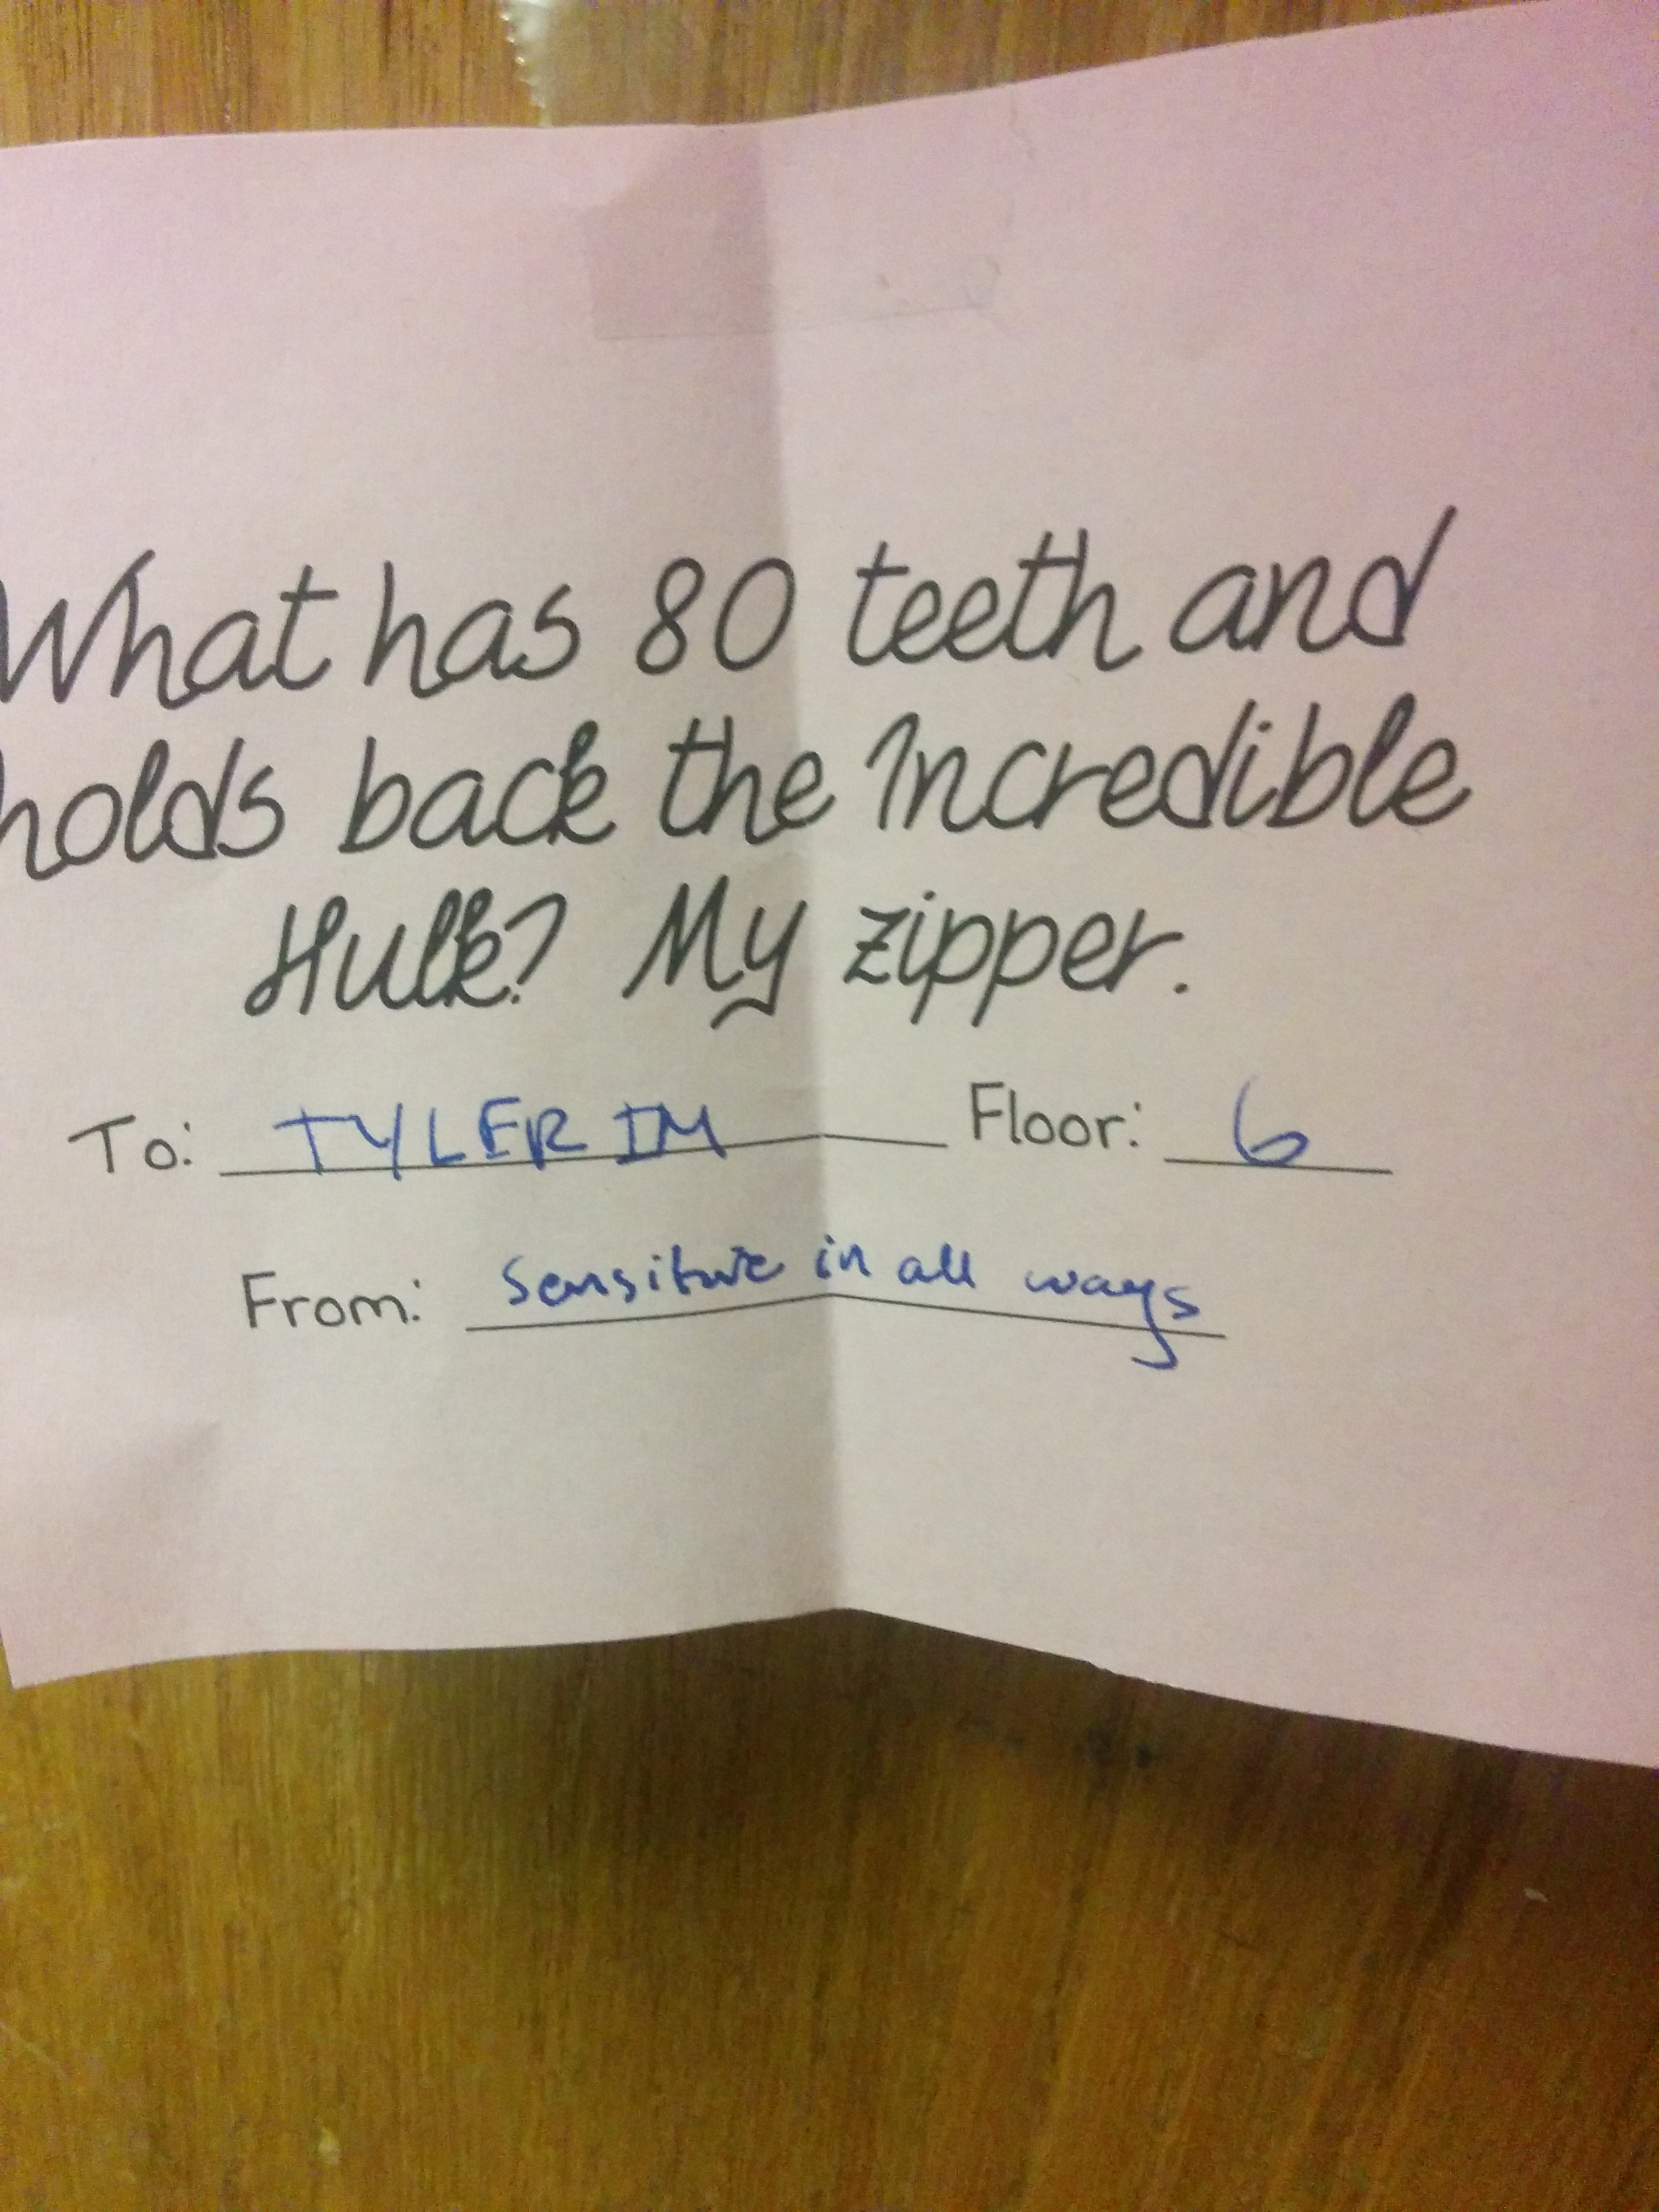 What has 80 teeth and
holds back the Incredible
Hulk? My zipper.
To: TYLER IM Floor: 6
From: Sensitive in all ways